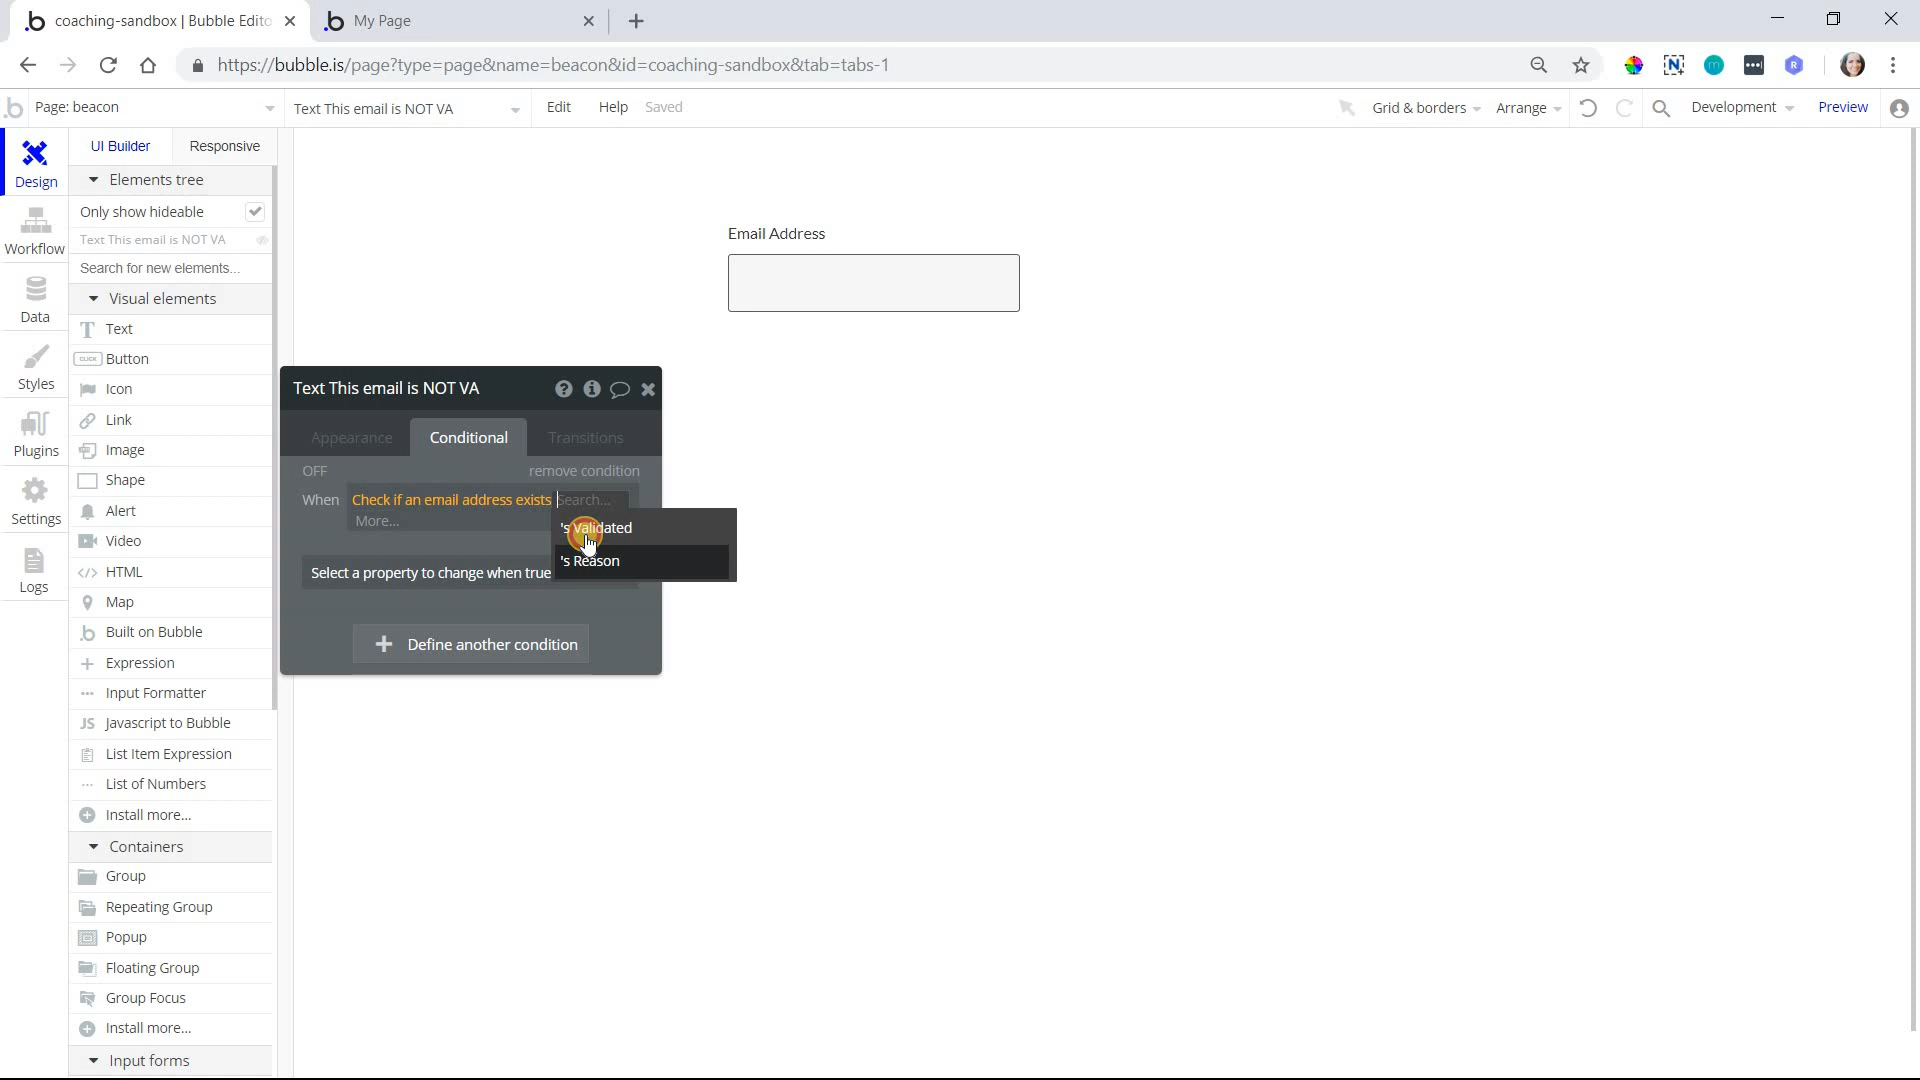 coaching-sandbox | Bubble Edito
My Page
https://bubble.is/page?type=page&name=beacon&id=coaching-sandbox&tab=tabs-1
Page: beacon
Text This email is NOT VA
Edit
Help
Saved
Grid & borders
Arrange
Development
Preview
Design
Workflow
Data
Styles
Plugins
Settings
Logs
UI Builder
Responsive
Elements tree
Only show hideable
Text This email is NOT VA
Search for new elements...
Visual elements
Text
CLICK Button
Icon
Link
Image
Shape
Alert
Video
HTML
Map
Built on Bubble
Expression
Input Formatter
JS Javascript to Bubble
List Item Expression
List of Numbers
Install more...
Containers
Group
Repeating Group
Popup
Floating Group
Group Focus
Install more...
Input forms
Email Address
Text This email is NOT VA
Appearance
Conditional
Transitions
OFF
remove condition
When
Check if an email address exists
Search...
More...
's Validated
's Reason
Select a property to change when true
Define another condition